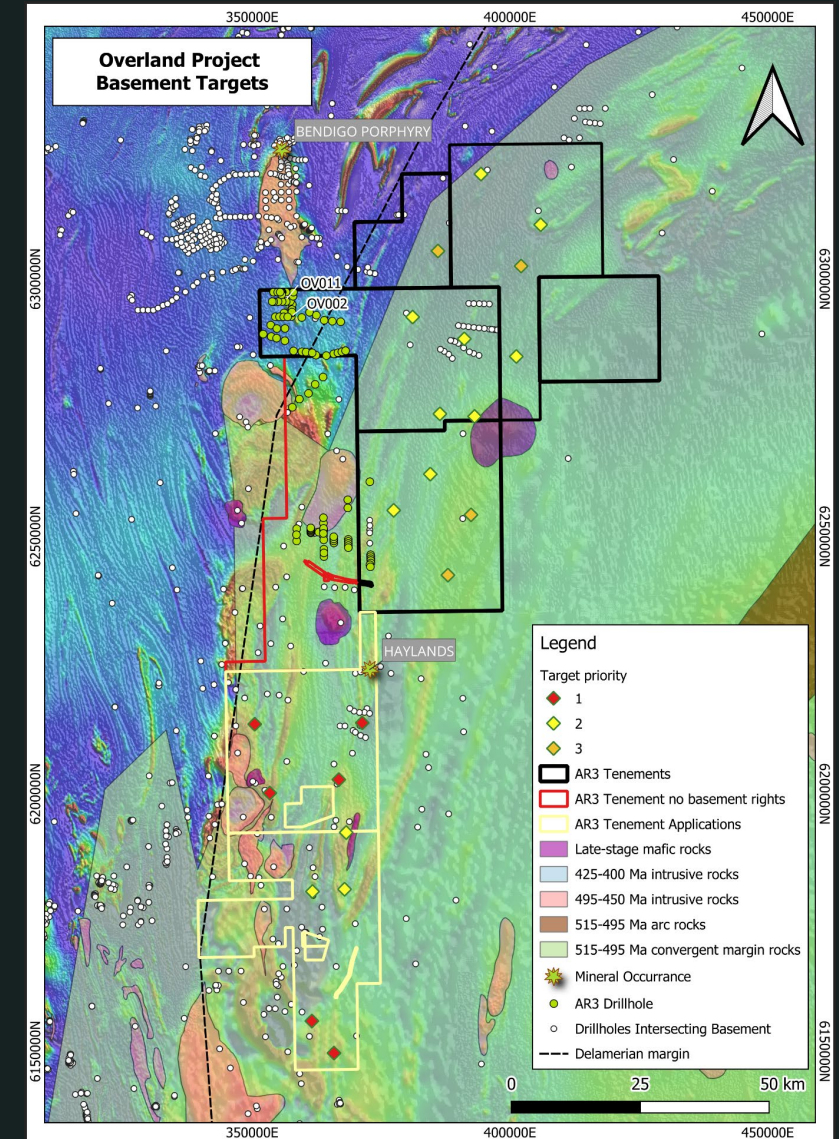 350000E
400000E
450000E
Overland Project
Basement Targets
BENDIGO PORPHYRY
6300000N
6300000N
OV011
OV002
6250000N
6250000N
HAYLANDS
6200000N
6200000N
6150000N
6150000N
Legend
Target priority
1
2
3
AR3 Tenements
AR3 Tenement no basement rights
AR3 Tenement Applications
Late-stage mafic rocks
425-400 Ma intrusive rocks
495-450 Ma intrusive rocks
515-495 Ma arc rocks
515-495 Ma convergent margin rocks
Mineral Occurrance
AR3 Drillhole
Drillholes Intersecting Basement
Delamerian margin
0 25 50 km
350000E
400000E
450000E